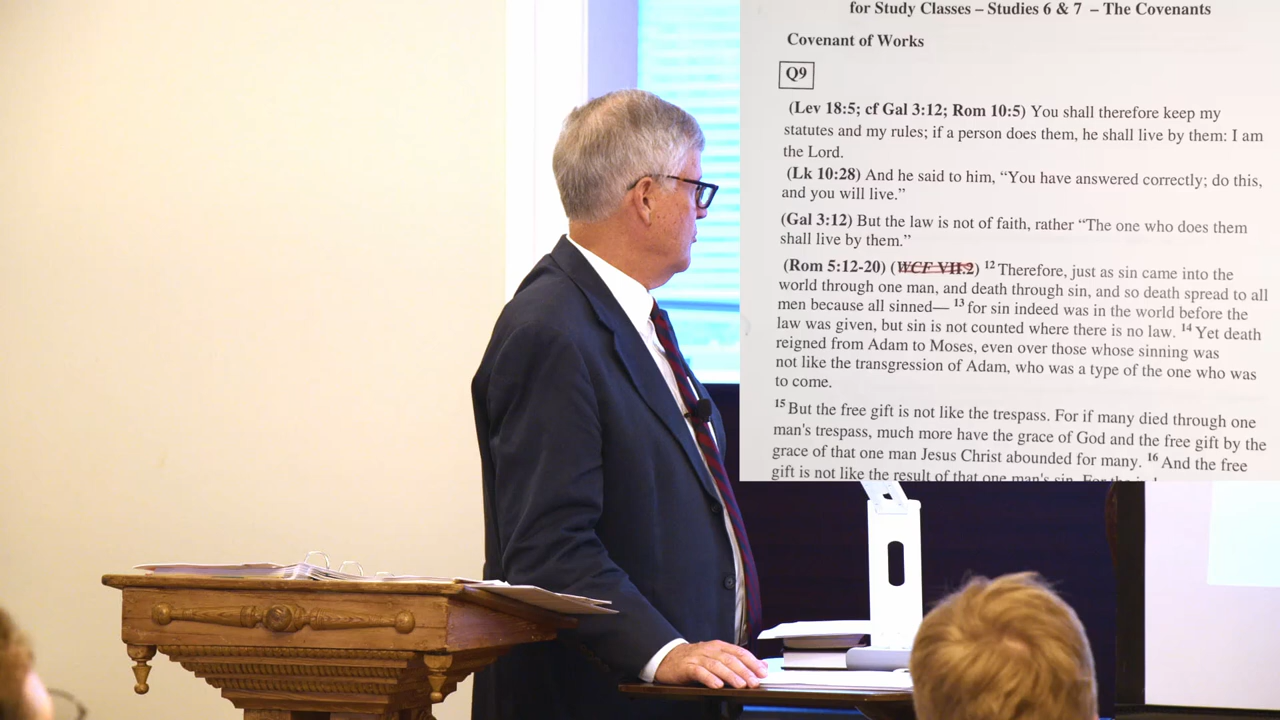 for Study Classes – Studies 6 & 7 – The Covenants
Covenant of Works
Q9
(Lev 18:5; cf Gal 3:12; Rom 10:5) You shall therefore keep my
statutes and my rules; if a person does them, he shall live by them: I am
the Lord.
(Lk 10:28) And he said to him, “You have answered correctly; do this,
and you will live.”
(Gal 3:12) But the law is not of faith, rather “The one who does them
shall live by them.”
(Rom 5:12-20) (WCF VII.2) 12 Therefore, just as sin came into the
world through one man, and death through sin, and so death spread to all
men because all sinned— 13 for sin indeed was in the world before the
law was given, but sin is not counted where there is no law. 14 Yet death
reigned from Adam to Moses, even over those whose sinning was
not like the transgression of Adam, who was a type of the one who was
to come.
15 But the free gift is not like the trespass. For if many died through one
man's trespass, much more have the grace of God and the free gift by the
grace of that one man Jesus Christ abounded for many. 16 And the free
gift is not like the result of that one man's sin. For the